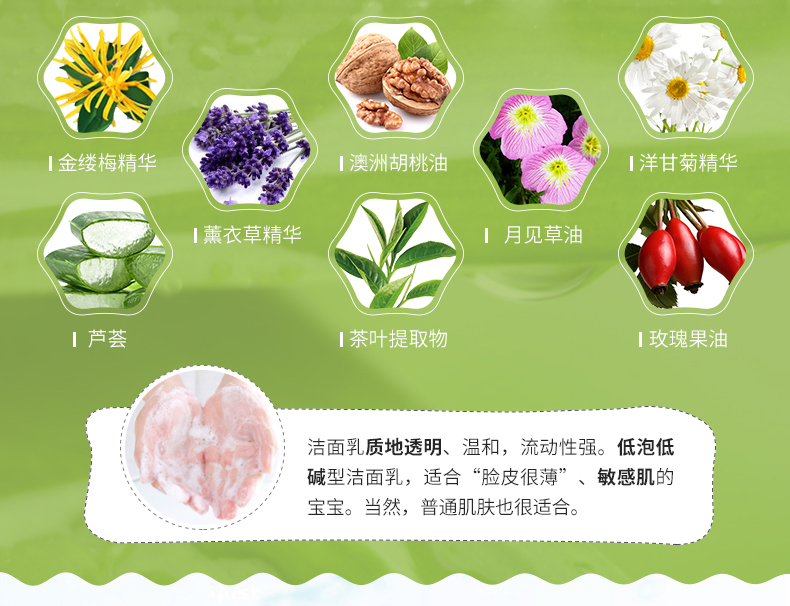 金缕梅精华
澳洲胡桃油
洋甘菊精华
薰衣草精华
月见草油
芦荟
茶叶提取物
玫瑰果油
洁面乳质地透明、温和，流动性强。低泡低
碱型洁面乳，适合“脸皮很薄”、敏感肌的
宝宝。当然，普通肌肤也很适合。